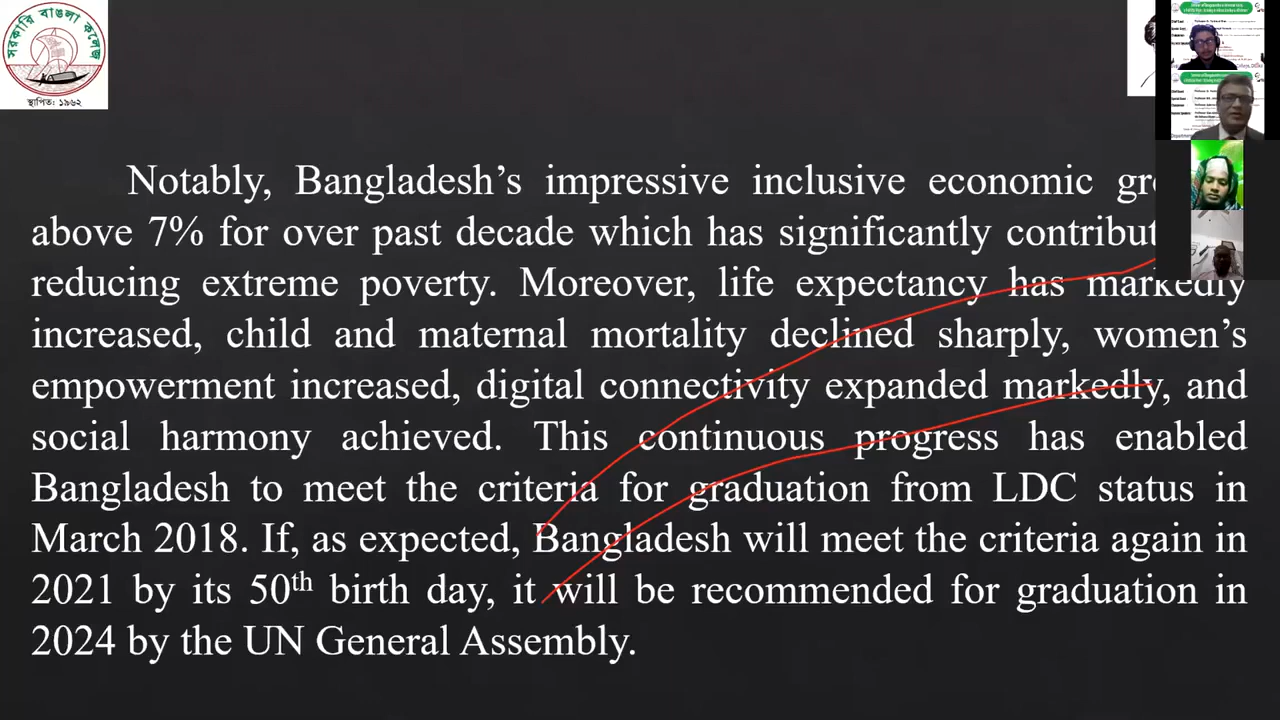 সরকারি বাঙলা কলেজ
স্থাপিত: ১৯৬২
Notably, Bangladesh’s impressive inclusive economic
above 7% for over past decade which has significantly
reducing extreme poverty. Moreover, life expectancy has markedly
increased, child and maternal mortality declined sharply, women’s
empowerment increased, digital connectivity expanded markedly, and
social harmony achieved. This continuous progress has enabled
Bangladesh to meet the criteria for graduation from LDC status in
March 2018. If, as expected, Bangladesh will meet the criteria again in
2021 by its 50th birth day, it will be recommended for graduation in
2024 by the UN General Assembly.